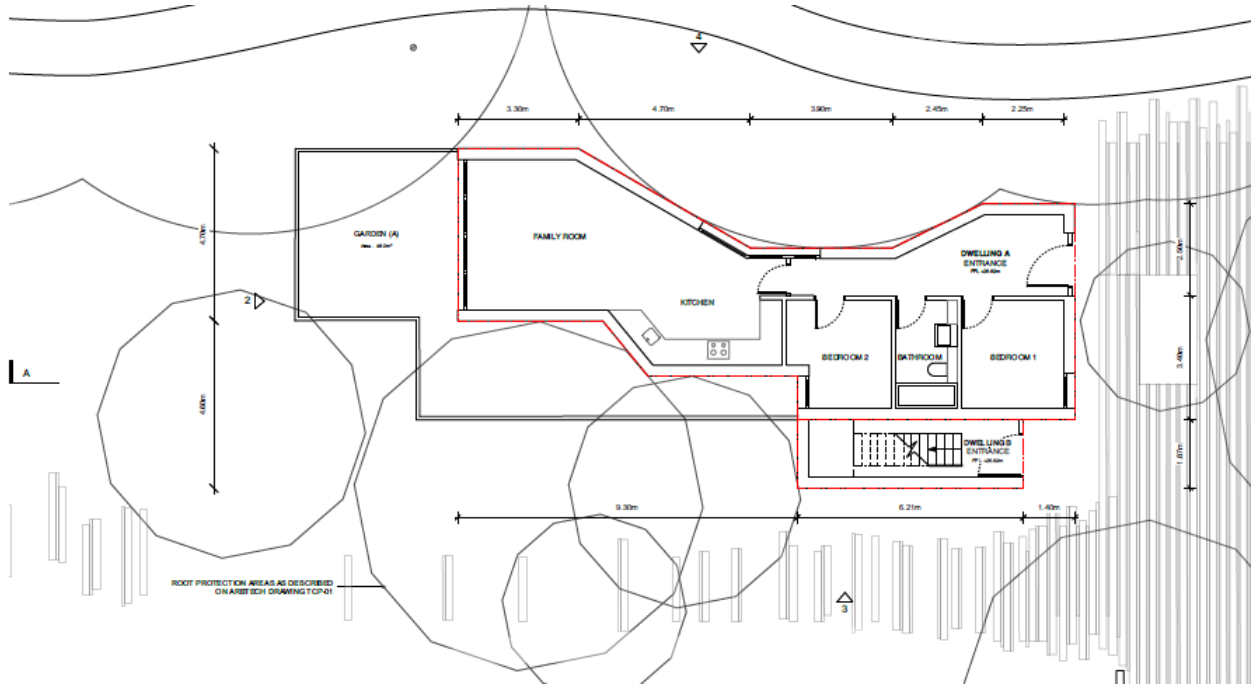 4
3.30m
4.70m
3.90m
2.45m
2.25m
4.70m
GARDEN (A)
FAMILY ROOM
DWELLING A
ENTRANCE
2.50m
2
KITCHEN
BEDROOM 2
BATHROOM
BEDROOM 1
3.40m
A
4.60m
DWELLING B
ENTRANCE
1.87m
9.30m
6.21m
1.40m
ROOT PROTECTION AREAS AS DESCRIBED
ON ARBTECH DRAWING TCP-01
3